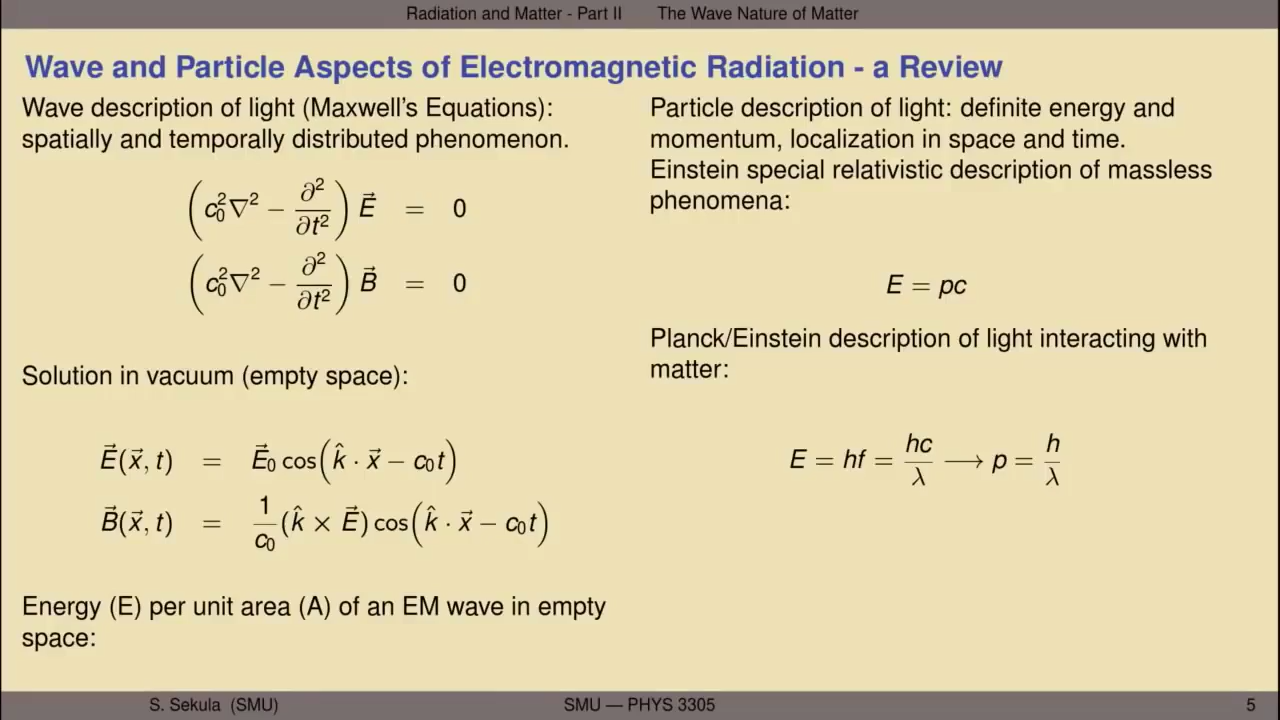 Radiation and Matter - Part II The Wave Nature of Matter
Wave and Particle Aspects of Electromagnetic Radiation - a Review
Wave description of light (Maxwell's Equations):
spatially and temporally distributed phenomenon.
(c₀²∇² − ∂²/∂t²) E⃗ = 0
(c₀²∇² − ∂²/∂t²) B⃗ = 0
Solution in vacuum (empty space):
E⃗(x⃗, t) = E⃗₀ cos(k̂ · x⃗ − c₀t)
B⃗(x⃗, t) = 1/c₀ (k̂ × E⃗) cos(k̂ · x⃗ − c₀t)
Energy (E) per unit area (A) of an EM wave in empty
space:
Particle description of light: definite energy and
momentum, localization in space and time.
Einstein special relativistic description of massless
phenomena:
E = pc
Planck/Einstein description of light interacting with
matter:
E = hf = hc/λ ⟶ p = h/λ
S. Sekula (SMU) SMU — PHYS 3305 5